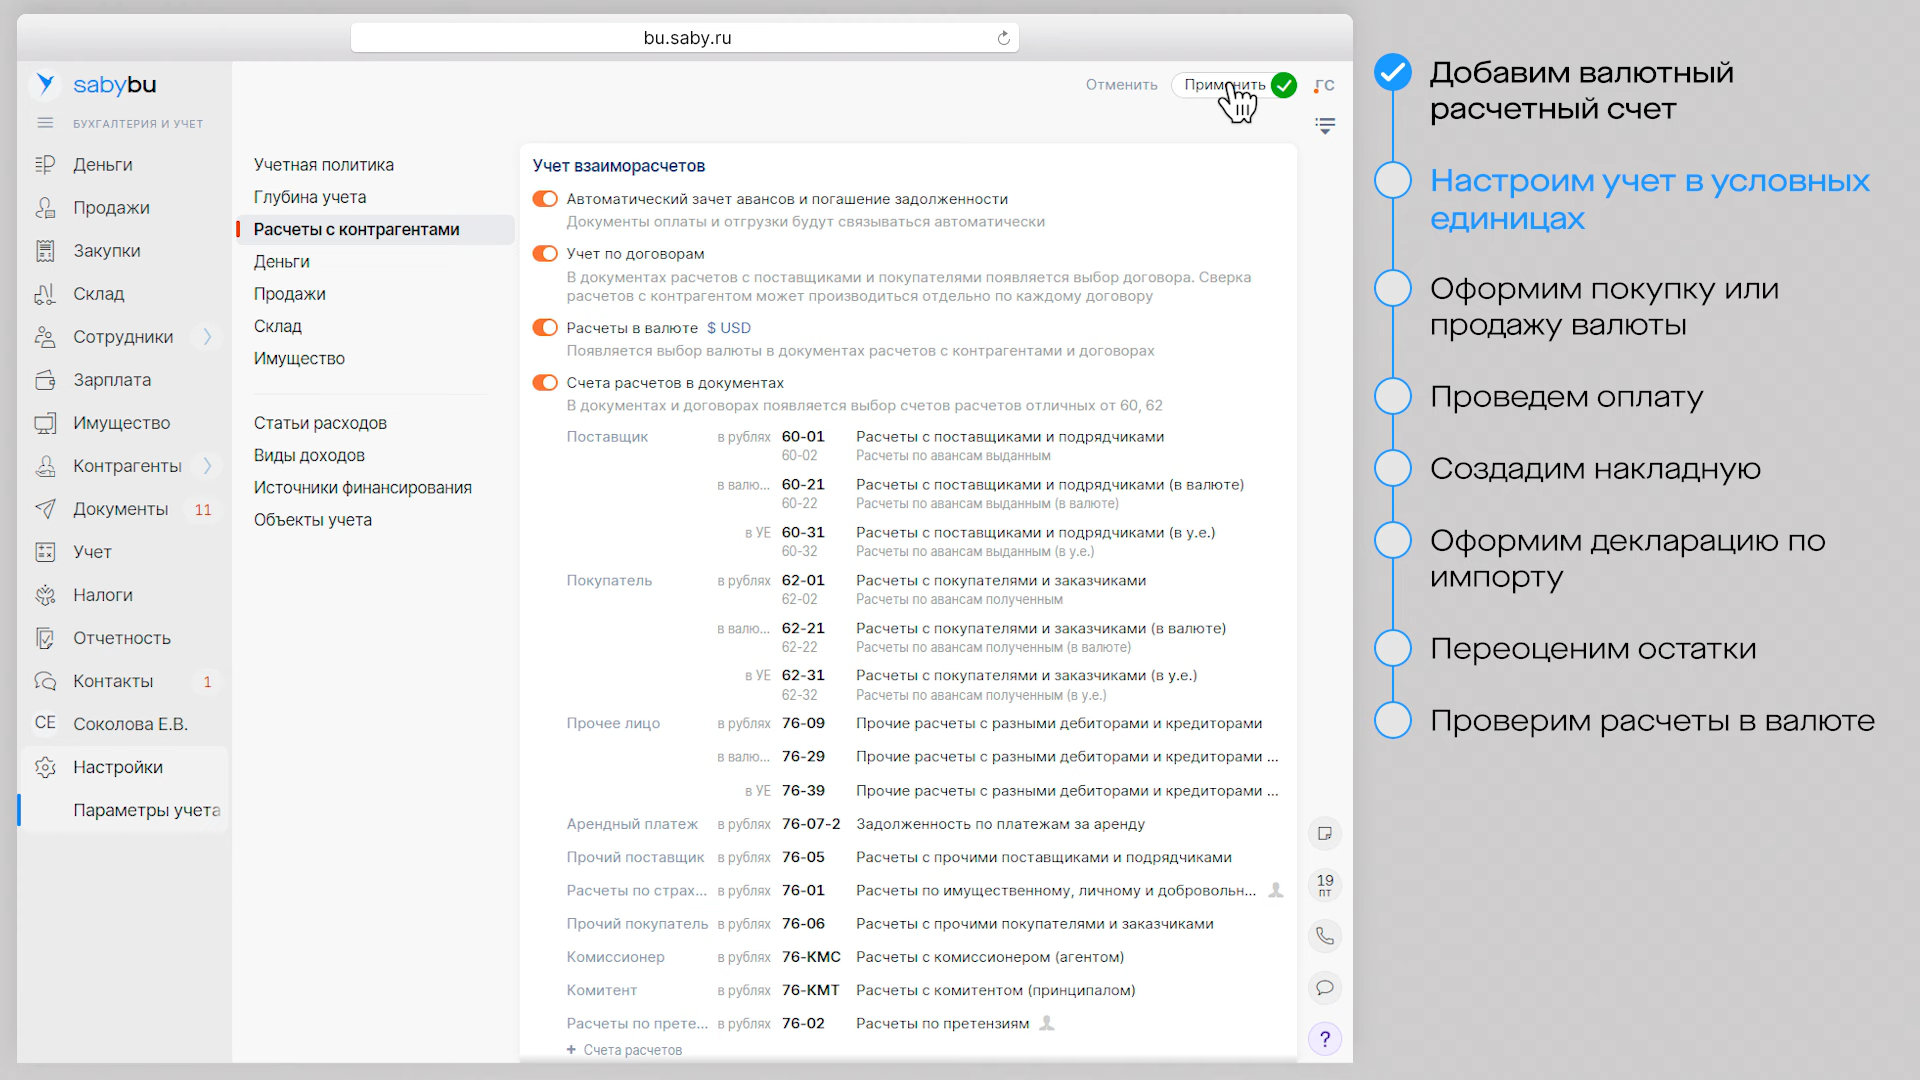 bu.saby.ru
sabybu
БУХГАЛТЕРИЯ И УЧЕТ
Деньги
Продажи
Закупки
Склад
Сотрудники
Зарплата
Имущество
Контрагенты
Документы 11
Учет
Налоги
Отчетность
Контакты 1
СЕ Соколова Е.В.
Настройки
Параметры учета
Учетная политика
Глубина учета
Расчеты с контрагентами
Деньги
Продажи
Склад
Имущество
Статьи расходов
Виды доходов
Источники финансирования
Объекты учета
Отменить Применить ГС
Учет взаиморасчетов
Автоматический зачет авансов и погашение задолженности
Документы оплаты и отгрузки будут связываться автоматически
Учет по договорам
В документах расчетов с поставщиками и покупателями появляется выбор договора. Сверка
расчетов с контрагентом может производиться отдельно по каждому договору
Расчеты в валюте $ USD
Появляется выбор валюты в документах расчетов с контрагентами и договорах
Счета расчетов в документах
В документах и договорах появляется выбор счетов расчетов отличных от 60, 62
Поставщик в рублях 60-01 Расчеты с поставщиками и подрядчиками
60-02 Расчеты по авансам выданным
в валю... 60-21 Расчеты с поставщиками и подрядчиками (в валюте)
60-22 Расчеты по авансам выданным (в валюте)
в УЕ 60-31 Расчеты с поставщиками и подрядчиками (в у.е.)
60-32 Расчеты по авансам выданным (в у.е.)
Покупатель в рублях 62-01 Расчеты с покупателями и заказчиками
62-02 Расчеты по авансам полученным
в валю... 62-21 Расчеты с покупателями и заказчиками (в валюте)
62-22 Расчеты по авансам полученным (в валюте)
в УЕ 62-31 Расчеты с покупателями и заказчиками (в у.е.)
62-32 Расчеты по авансам полученным (в у.е.)
Прочее лицо в рублях 76-09 Прочие расчеты с разными дебиторами и кредиторами
в валю... 76-29 Прочие расчеты с разными дебиторами и кредиторами ...
в УЕ 76-39 Прочие расчеты с разными дебиторами и кредиторами ...
Арендный платеж в рублях 76-07-2 Задолженность по платежам за аренду
Прочий поставщик в рублях 76-05 Расчеты с прочими поставщиками и подрядчиками
Расчеты по страх... в рублях 76-01 Расчеты по имущественному, личному и добровольн...
Прочий покупатель в рублях 76-06 Расчеты с прочими покупателями и заказчиками
Комиссионер в рублях 76-КМС Расчеты с комиссионером (агентом)
Комитент в рублях 76-КМТ Расчеты с комитентом (принципалом)
Расчеты по прете... в рублях 76-02 Расчеты по претензиям
+ Счета расчетов
19
ПТ
?
Добавим валютный
расчетный счет
Настроим учет в условных
единицах
Оформим покупку или
продажу валюты
Проведем оплату
Создадим накладную
Оформим декларацию по
импорту
Переоценим остатки
Проверим расчеты в валюте